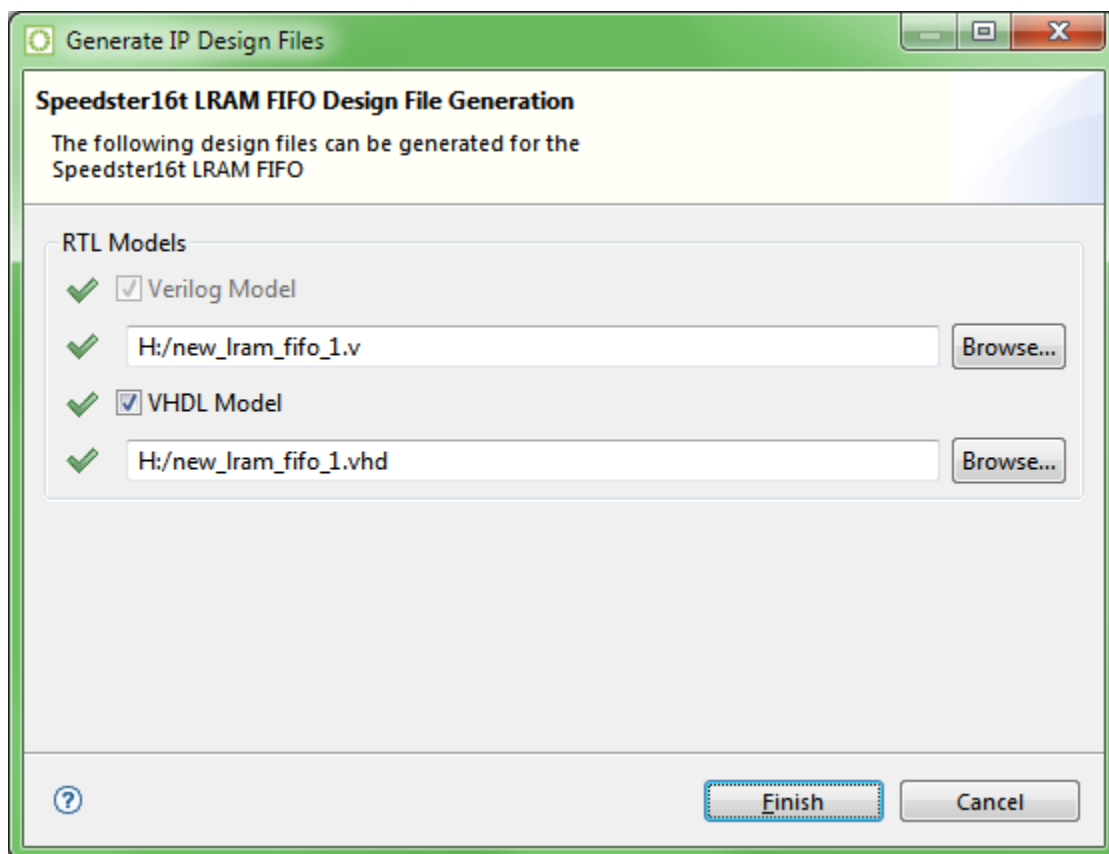 Generate IP Design Files
Speedster16t LRAM FIFO Design File Generation
The following design files can be generated for the
Speedster16t LRAM FIFO
RTL Models
Verilog Model
H:/new_lram_fifo_1.v
Browse...
VHDL Model
H:/new_lram_fifo_1.vhd
Browse...
Finish
Cancel